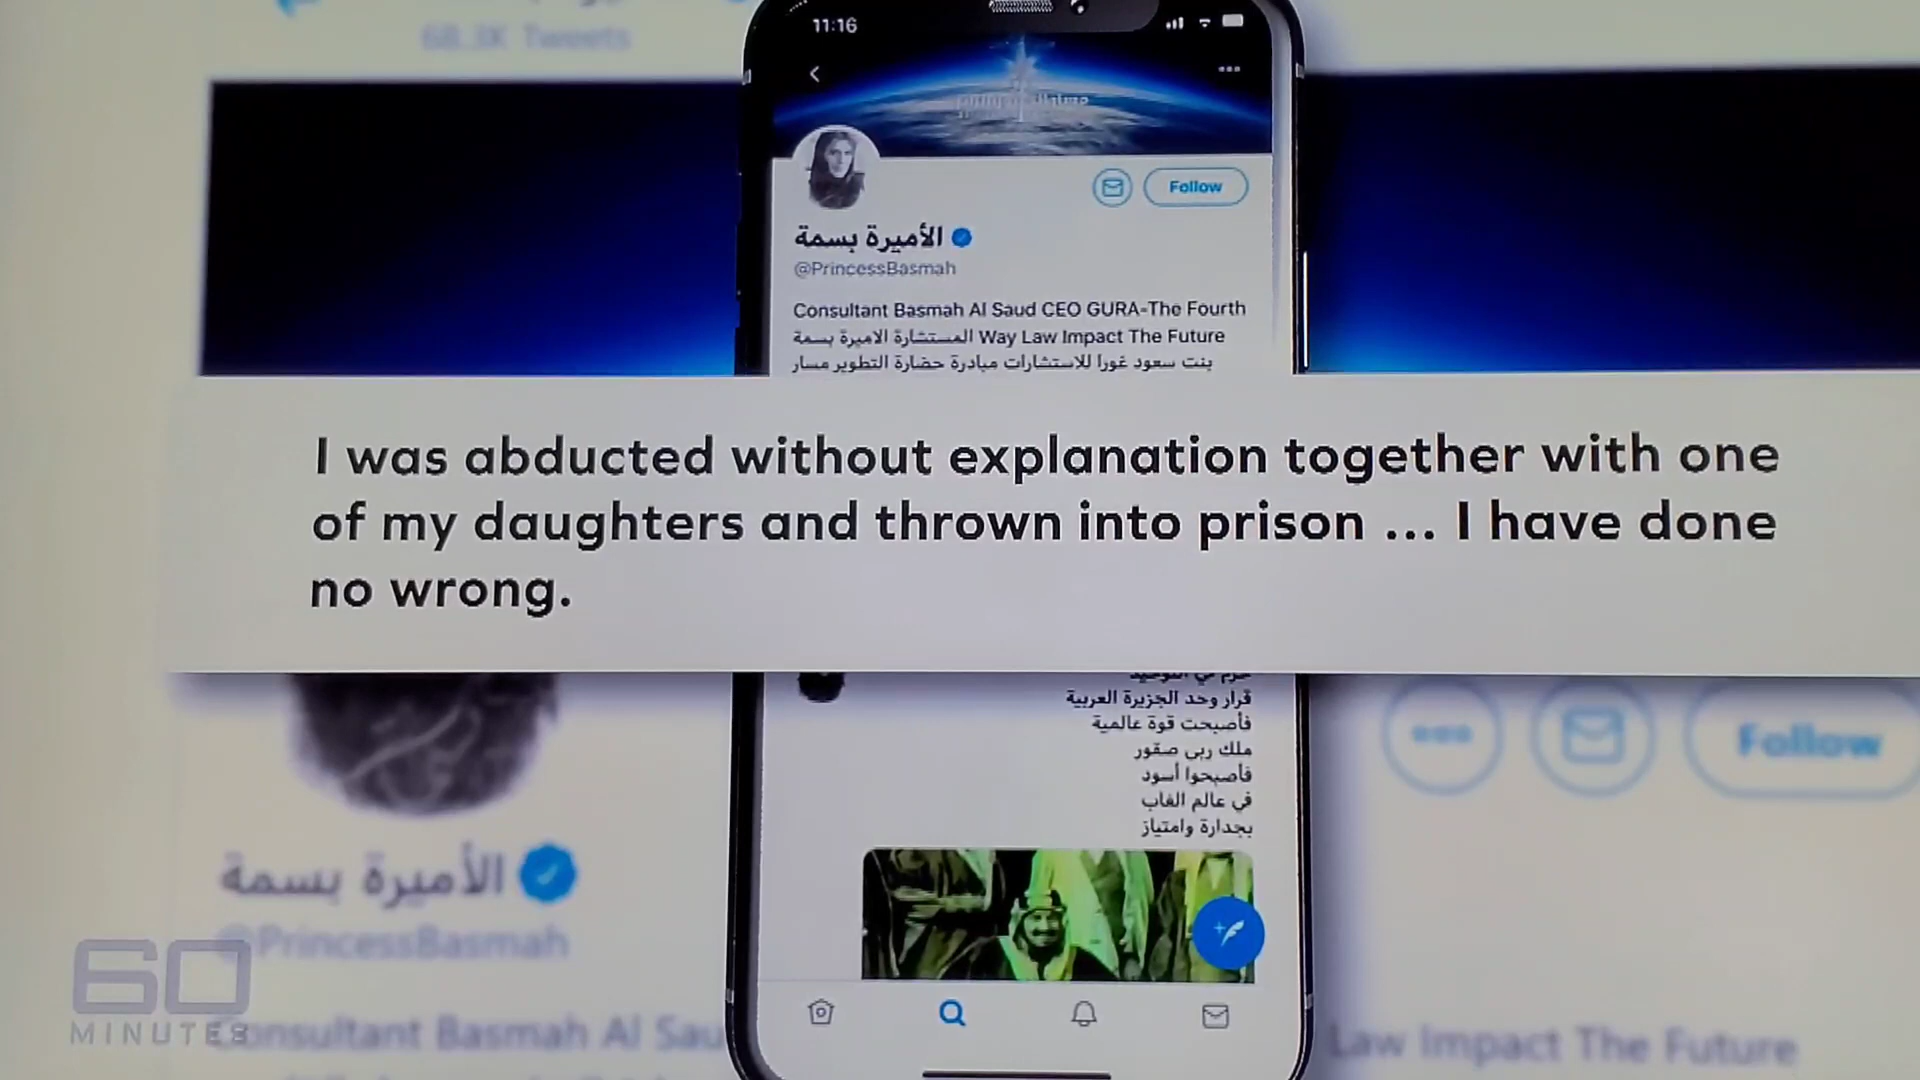 68.3K Tweets
11:16
Follow
الأميرة بسمة
@PrincessBasmah
Consultant Basmah Al Saud CEO GURA-The Fourth
المستشارة الاميرة بسمة Way Law Impact The Future
بنت سعود غورا للاستشارات مبادرة حضارة التطوير مسار
I was abducted without explanation together with one
of my daughters and thrown into prison ... I have done
no wrong.
قرار وحد الجزيرة العربية
فأصبحت قوة عالمية
ملك ربى صقور
فأصبحوا أسود
في عالم الغاب
بجدارة وامتياز
Follow
الأميرة بسمة
@PrincessBasmah
Consultant Basmah Al Sau
Law Impact The Future
60
MINUTES